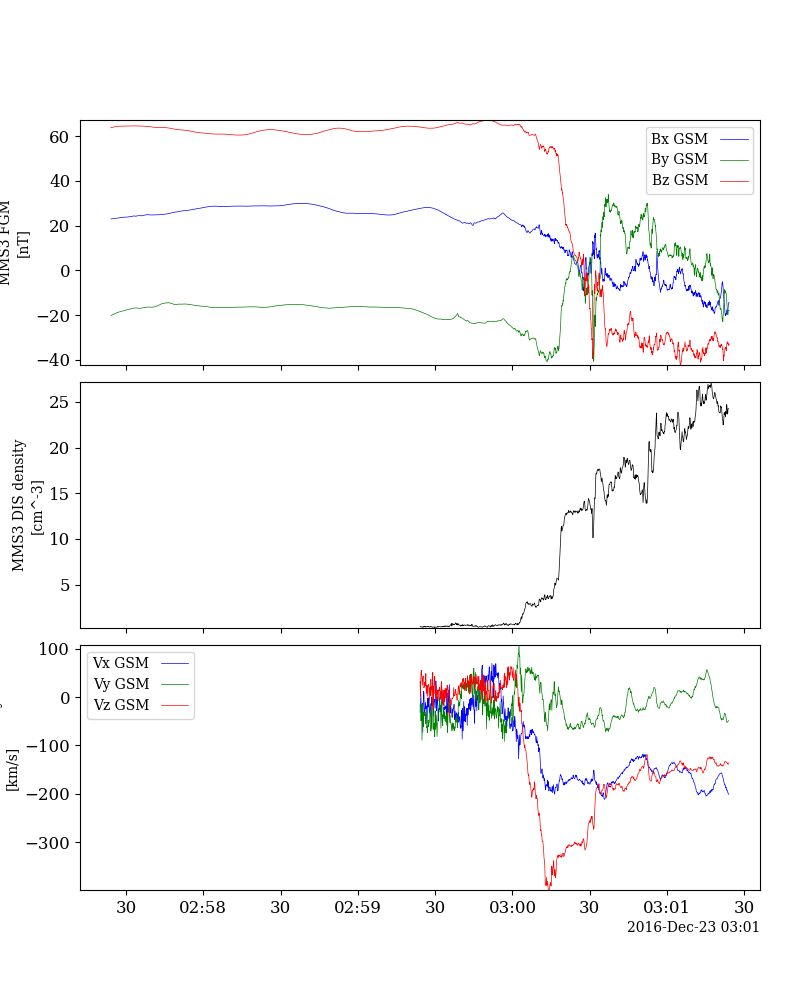 MMS3 FGM
[nT]
60
40
20
0
−20
−40
Bx GSM
By GSM
Bz GSM
MMS3 DIS density
[cm^-3]
25
20
15
10
5
[km/s]
100
0
−100
−200
−300
Vx GSM
Vy GSM
Vz GSM
30 02:58 30 02:59 30 03:00 30 03:01 30
2016-Dec-23 03:01